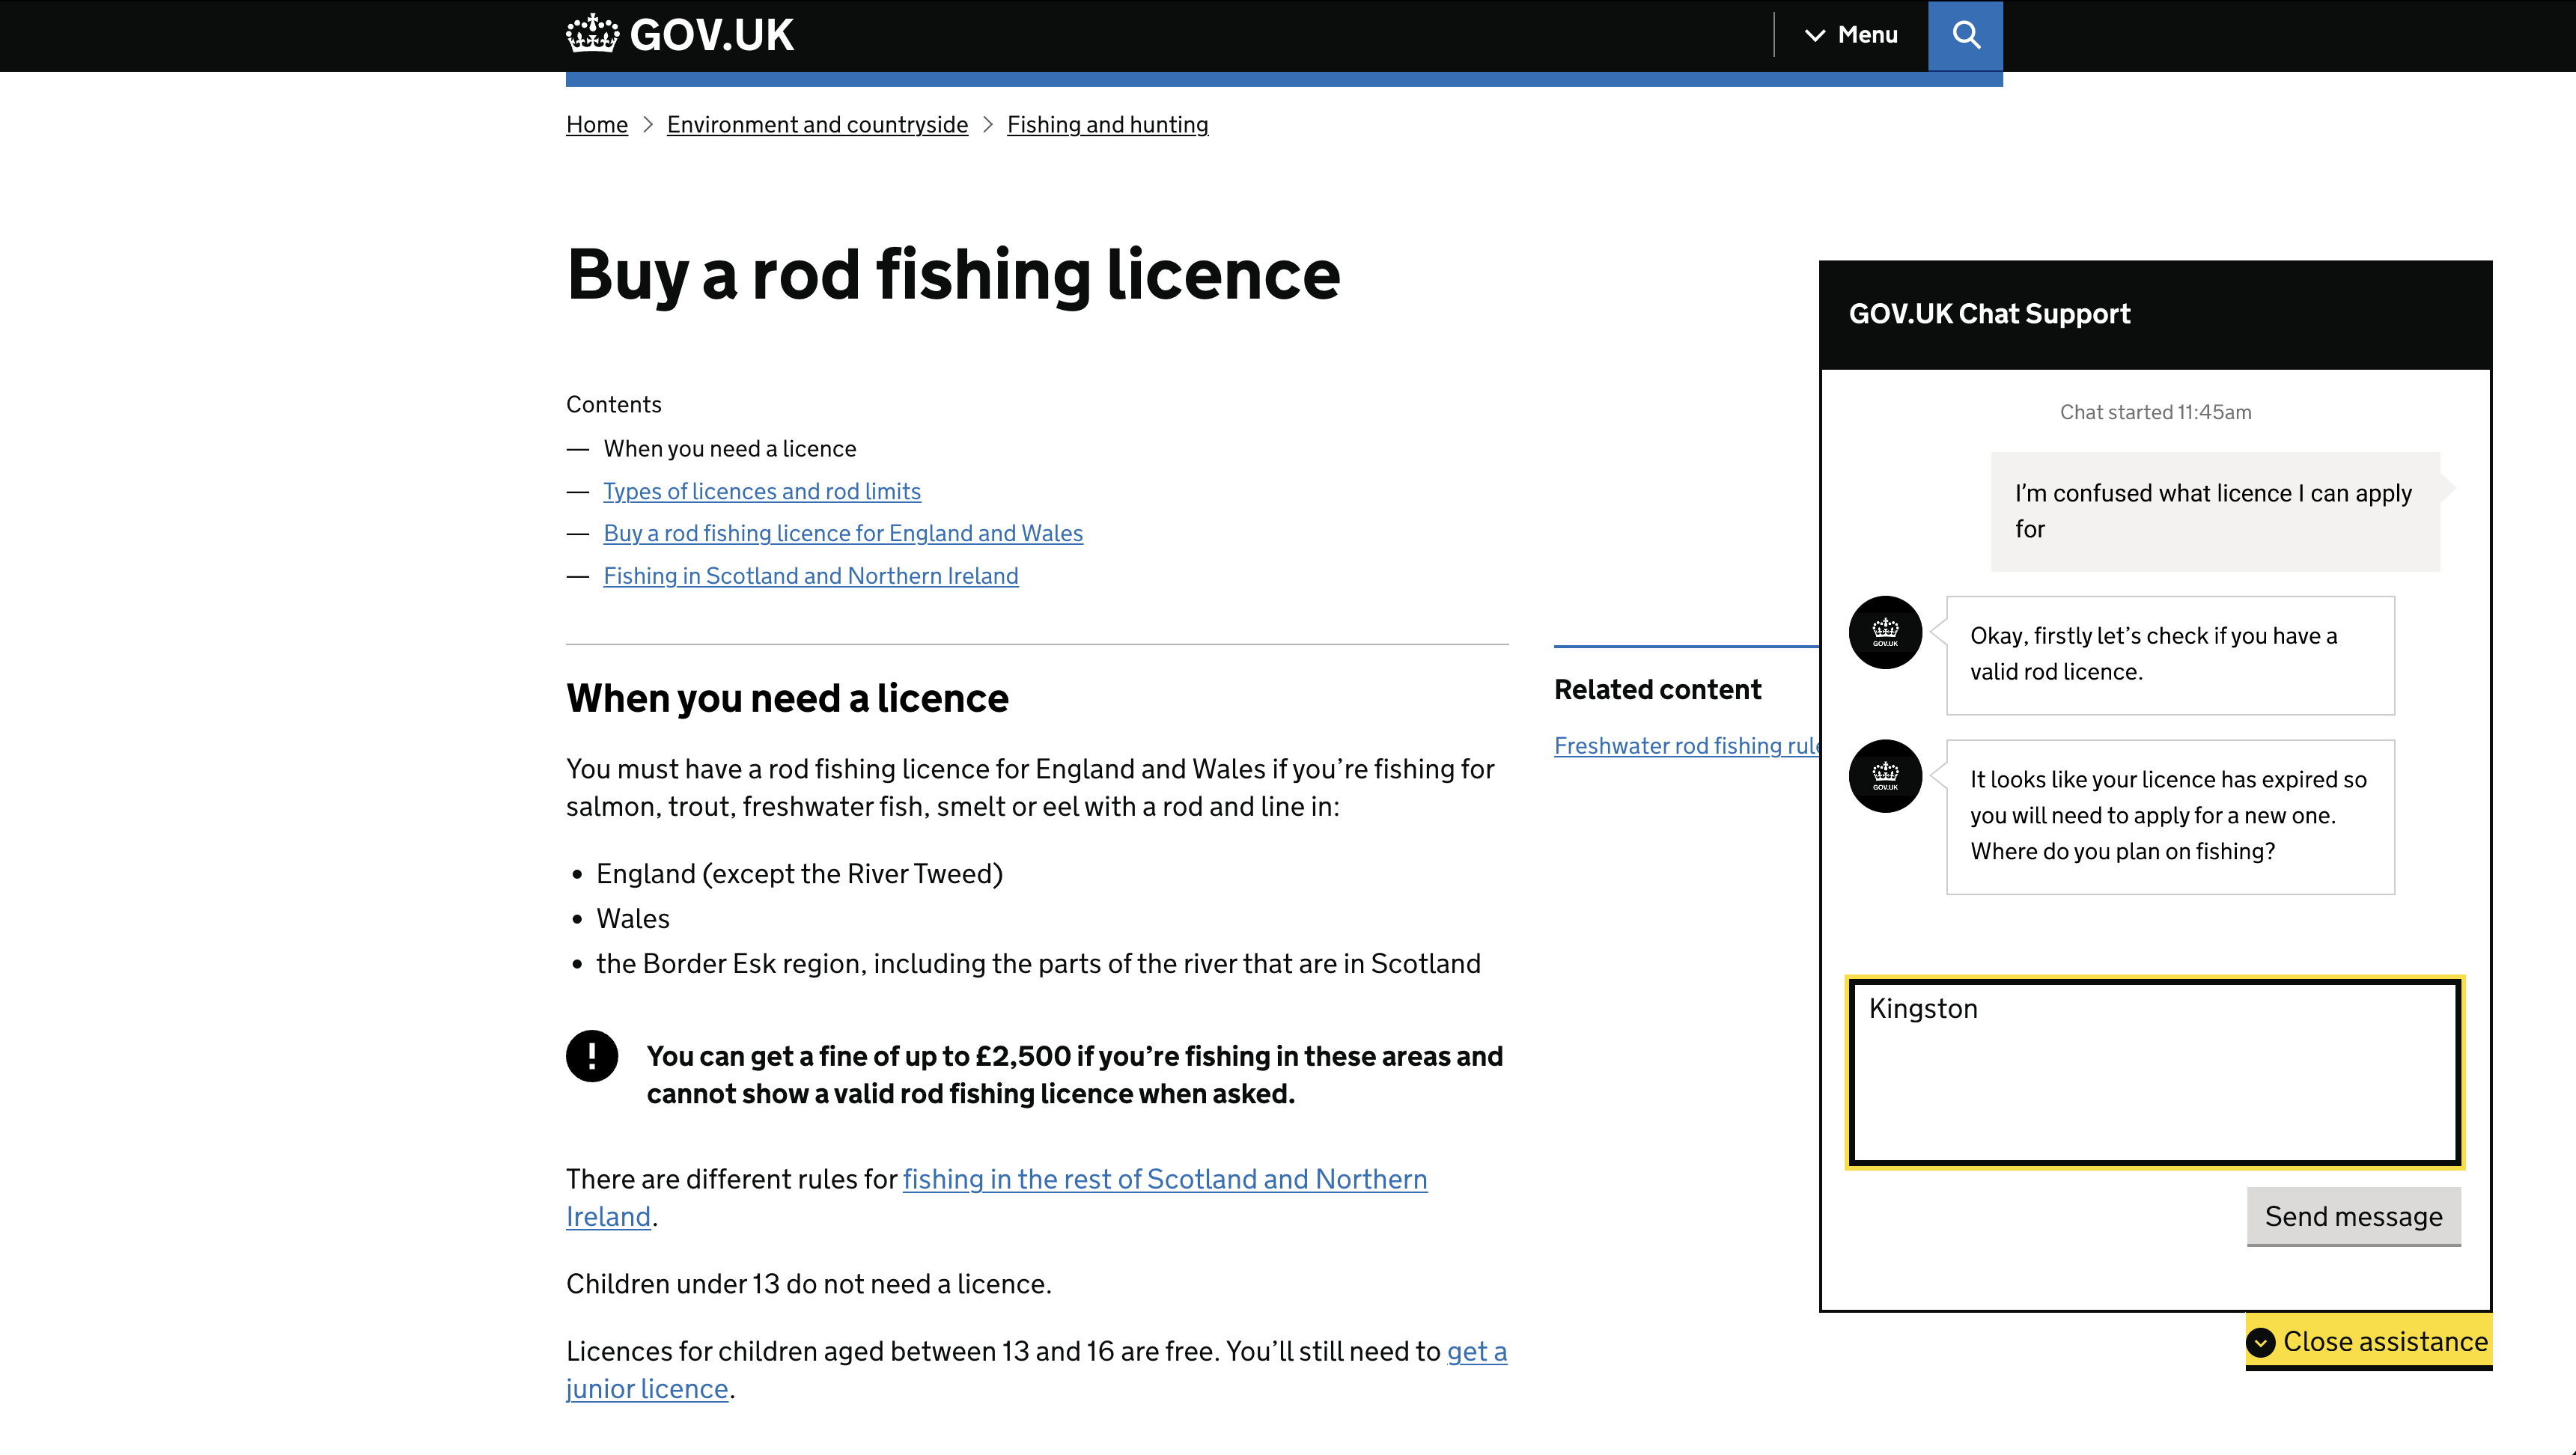 GOV.UK
Menu
Home
Environment and countryside
Fishing and hunting
Buy a rod fishing licence
Contents
— When you need a licence
— Types of licences and rod limits
— Buy a rod fishing licence for England and Wales
— Fishing in Scotland and Northern Ireland
When you need a licence
You must have a rod fishing licence for England and Wales if you’re fishing for
salmon, trout, freshwater fish, smelt or eel with a rod and line in:
• England (except the River Tweed)
• Wales
• the Border Esk region, including the parts of the river that are in Scotland
! You can get a fine of up to £2,500 if you’re fishing in these areas and
cannot show a valid rod fishing licence when asked.
There are different rules for fishing in the rest of Scotland and Northern
Ireland.
Children under 13 do not need a licence.
Licences for children aged between 13 and 16 are free. You’ll still need to get a
junior licence.
Related content
Freshwater rod fishing rul
GOV.UK Chat Support
Chat started 11:45am
I’m confused what licence I can apply
for
GOV.UK
Okay, firstly let’s check if you have a
valid rod licence.
GOV.UK
It looks like your licence has expired so
you will need to apply for a new one.
Where do you plan on fishing?
Kingston
Send message
Close assistance